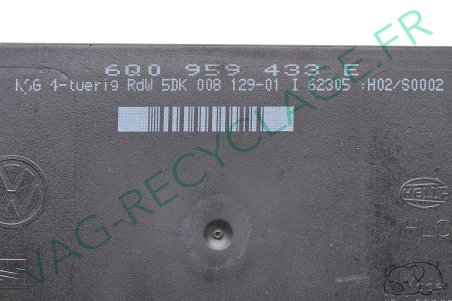 6Q0 959 433 E
KSG 4-tuerig RdW 5DK 008 129-01 I 62305 :H02/S0002
VAG-RECYCLAGE.FR
HELLA